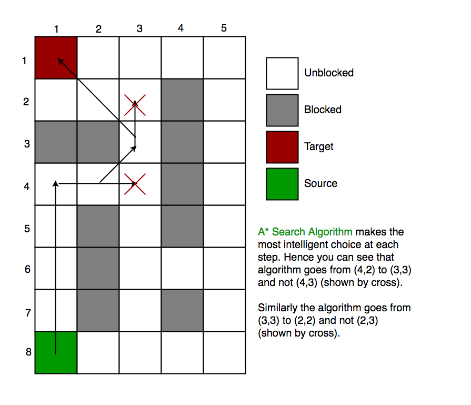 1 2 3 4 5
1
2
3
4
5
6
7
8
Unblocked
Blocked
Target
Source
A* Search Algorithm makes the
most intelligent choice at each
step. Hence you can see that
algorithm goes from (4,2) to (3,3)
and not (4,3) (shown by cross).
Similarly the algorithm goes from
(3,3) to (2,2) and not (2,3)
(shown by cross).